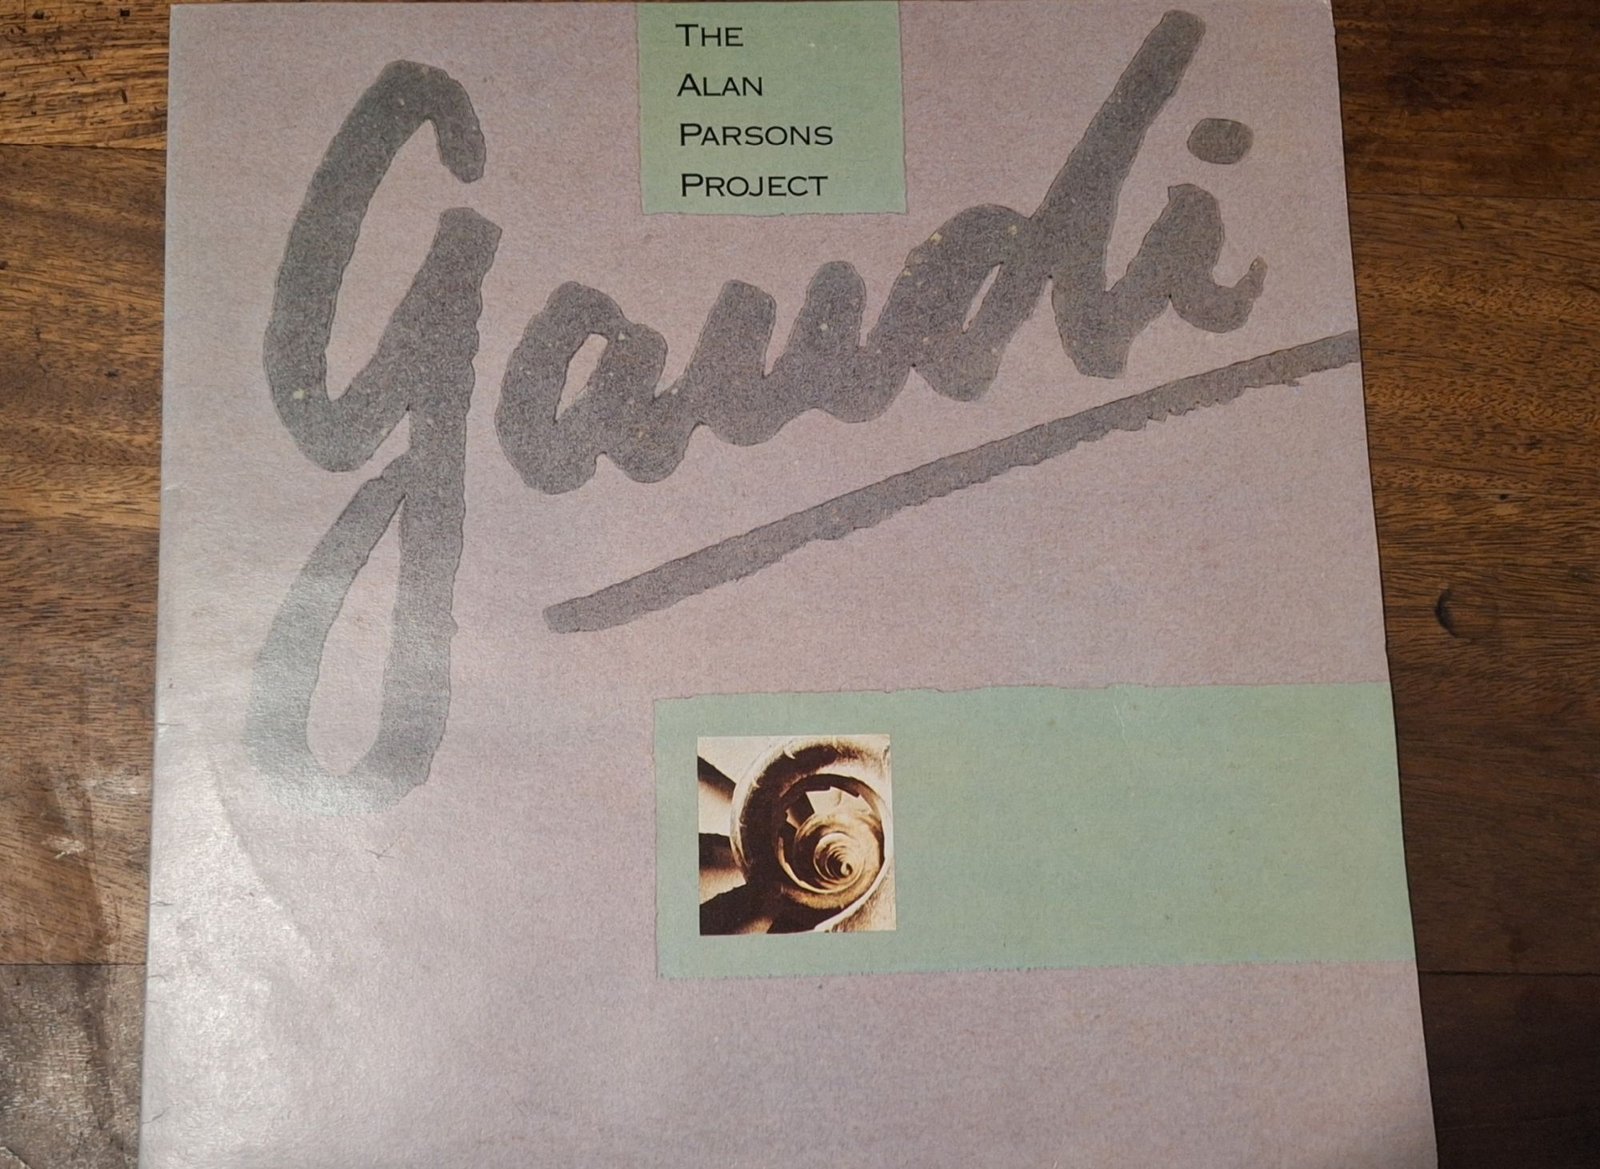 THE
ALAN
PARSONS
PROJECT
gaudi